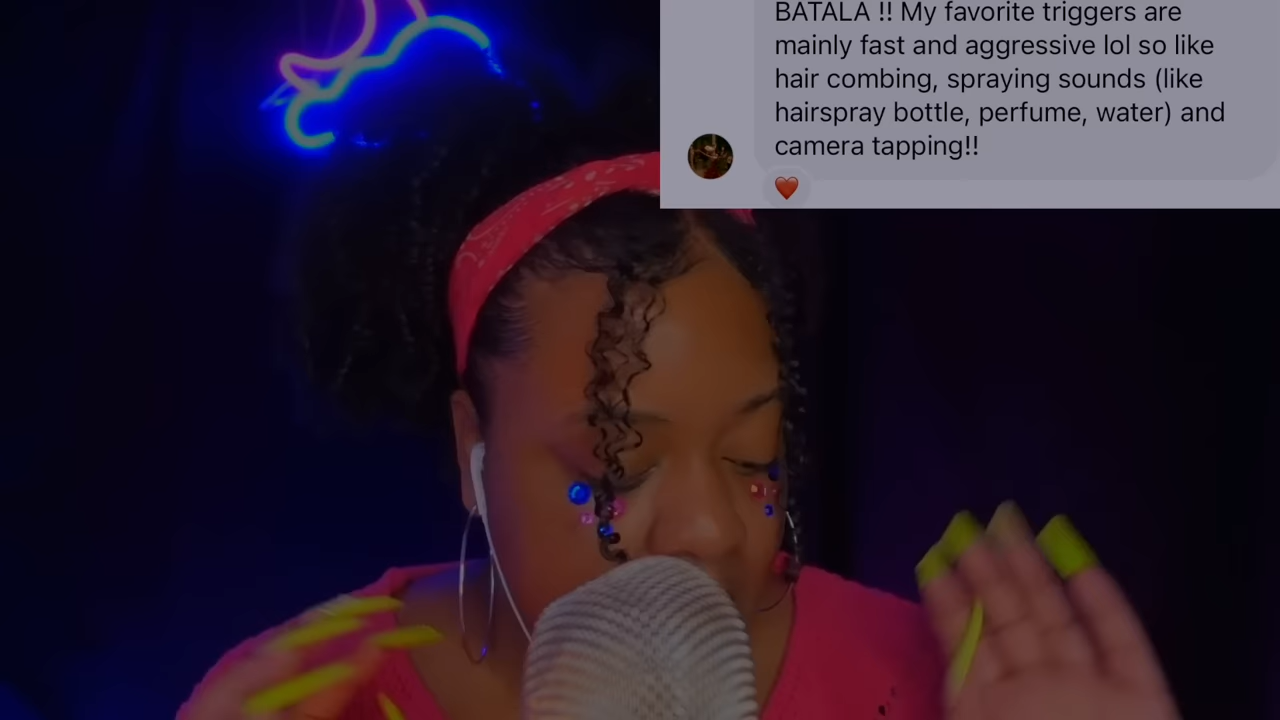 BATALA !! My favorite triggers are
mainly fast and aggressive lol so like
hair combing, spraying sounds (like
hairspray bottle, perfume, water) and
camera tapping!!